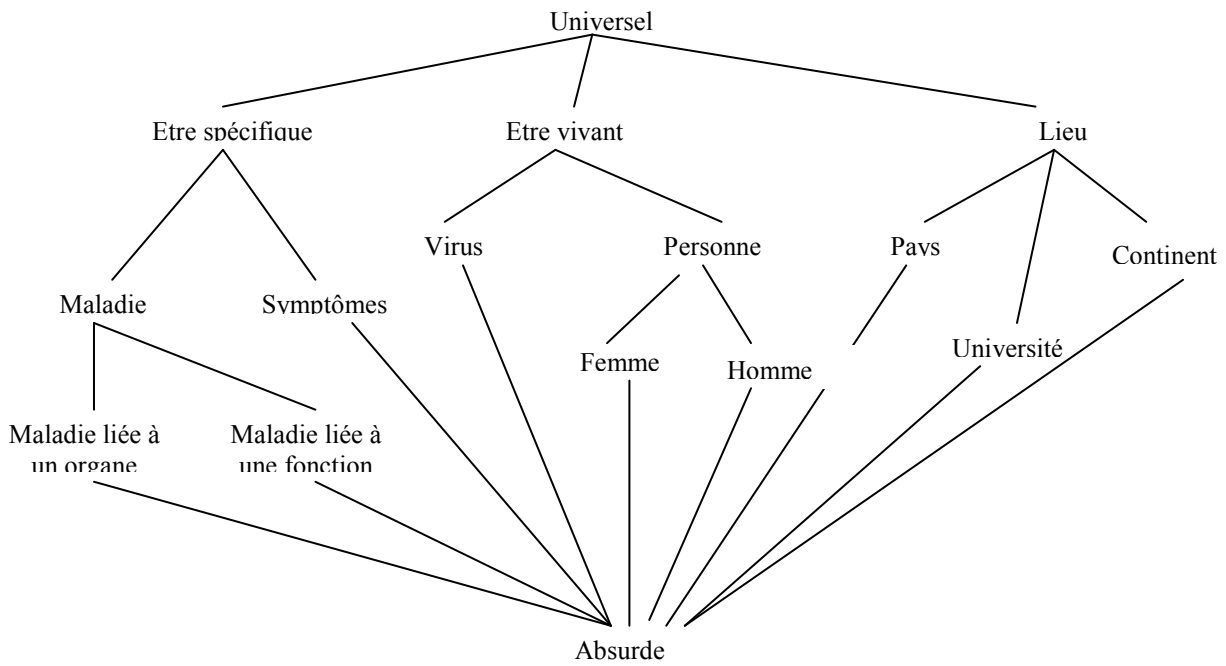 Universel
Etre spécifique
Etre vivant
Lieu
Virus
Personne
Pays
Continent
Maladie
Symptômes
Femme
Homme
Université
Maladie liée à
un organe
Maladie liée à
une fonction
Absurde